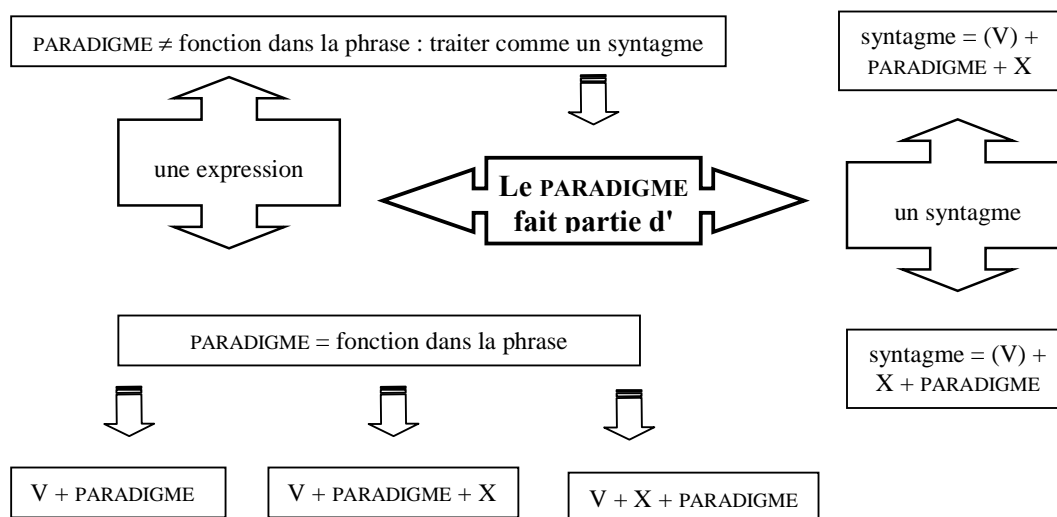 PARADIGME ≠ fonction dans la phrase : traiter comme un syntagme
syntagme = (V) +
PARADIGME + X
une expression
Le PARADIGME
fait partie d'
un syntagme
PARADIGME = fonction dans la phrase
syntagme = (V) +
X + PARADIGME
V + PARADIGME
V + PARADIGME + X
V + X + PARADIGME